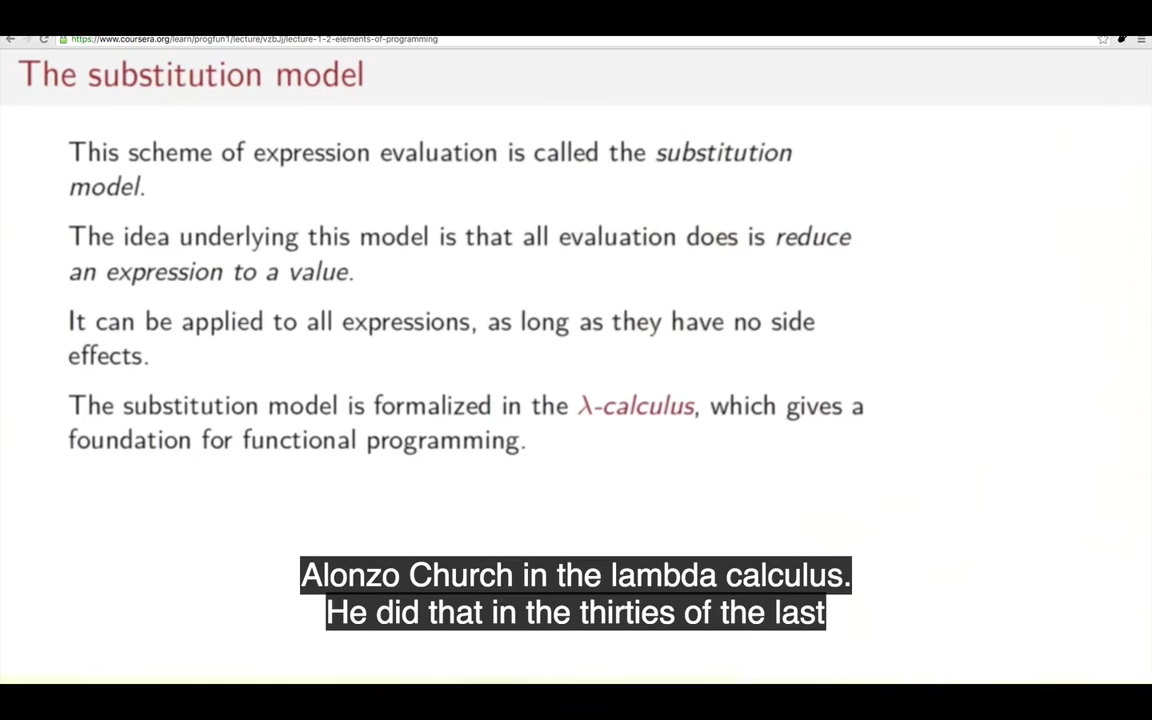 https://www.coursera.org/learn/progfun1/lecture/vzbJj/lecture-1-2-elements-of-programming
The substitution model
This scheme of expression evaluation is called the substitution
model.
The idea underlying this model is that all evaluation does is reduce
an expression to a value.
It can be applied to all expressions, as long as they have no side
effects.
The substitution model is formalized in the λ-calculus, which gives a
foundation for functional programming.
Alonzo Church in the lambda calculus.
He did that in the thirties of the last